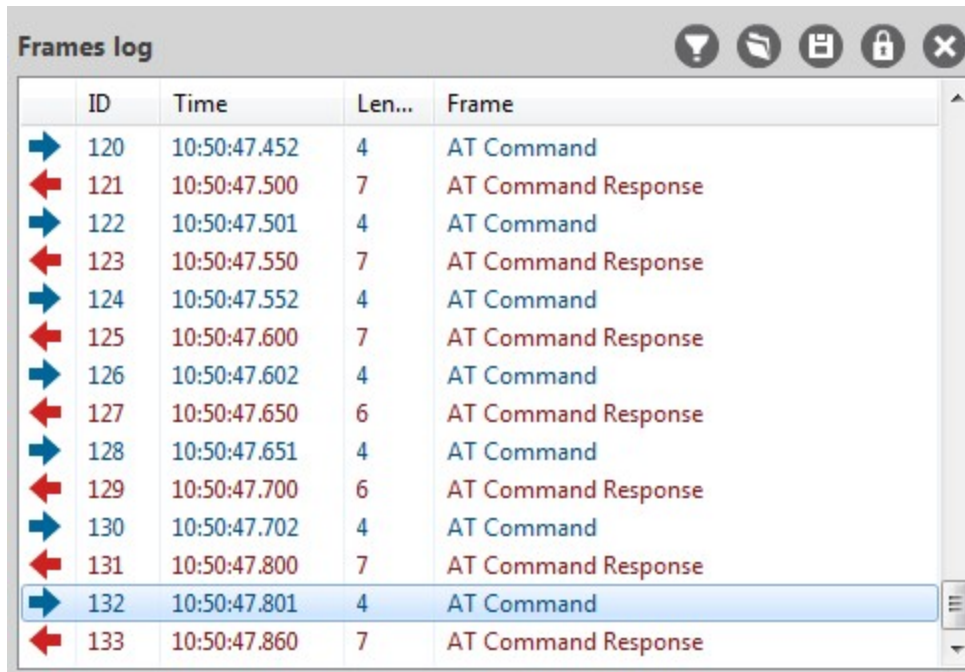 Frames log
ID Time Len... Frame
120 10:50:47.452 4 AT Command
121 10:50:47.500 7 AT Command Response
122 10:50:47.501 4 AT Command
123 10:50:47.550 7 AT Command Response
124 10:50:47.552 4 AT Command
125 10:50:47.600 7 AT Command Response
126 10:50:47.602 4 AT Command
127 10:50:47.650 6 AT Command Response
128 10:50:47.651 4 AT Command
129 10:50:47.700 6 AT Command Response
130 10:50:47.702 4 AT Command
131 10:50:47.800 7 AT Command Response
132 10:50:47.801 4 AT Command
133 10:50:47.860 7 AT Command Response